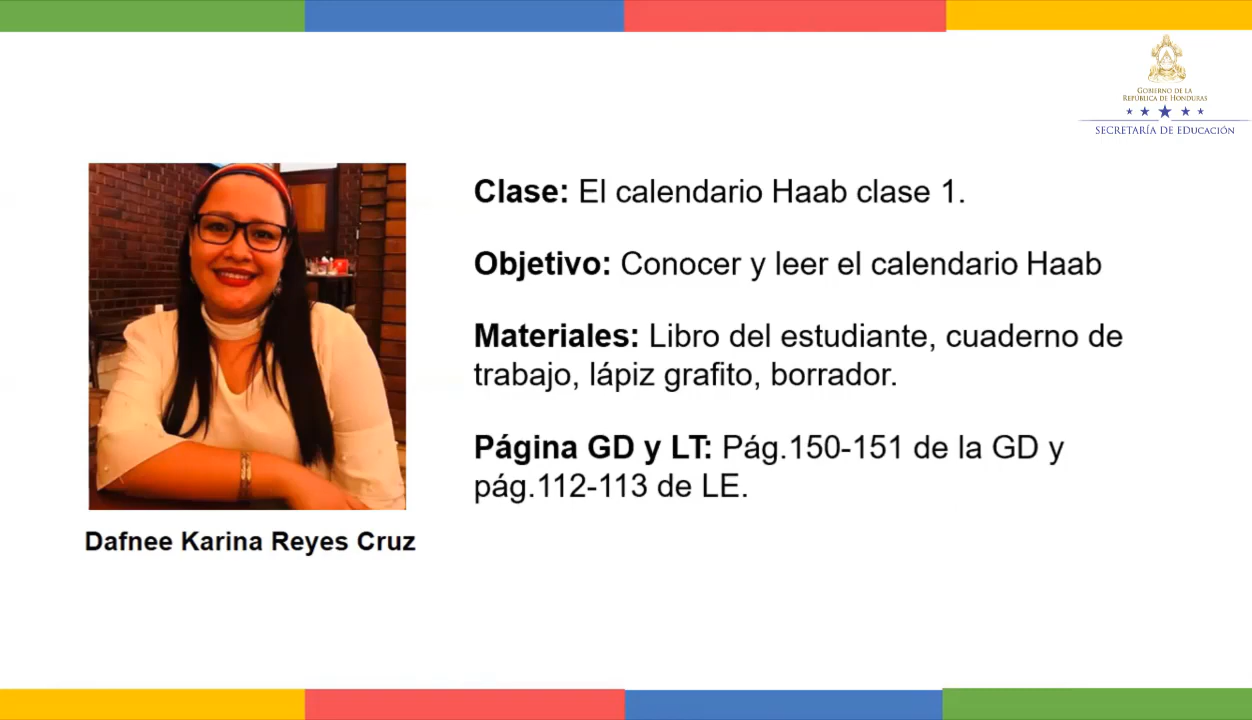 GOBIERNO DE LA
REPÚBLICA DE HONDURAS
SECRETARÍA DE EDUCACIÓN
Clase: El calendario Haab clase 1.
Objetivo: Conocer y leer el calendario Haab
Materiales: Libro del estudiante, cuaderno de
trabajo, lápiz grafito, borrador.
Página GD y LT: Pág.150-151 de la GD y
pág.112-113 de LE.
Dafnee Karina Reyes Cruz